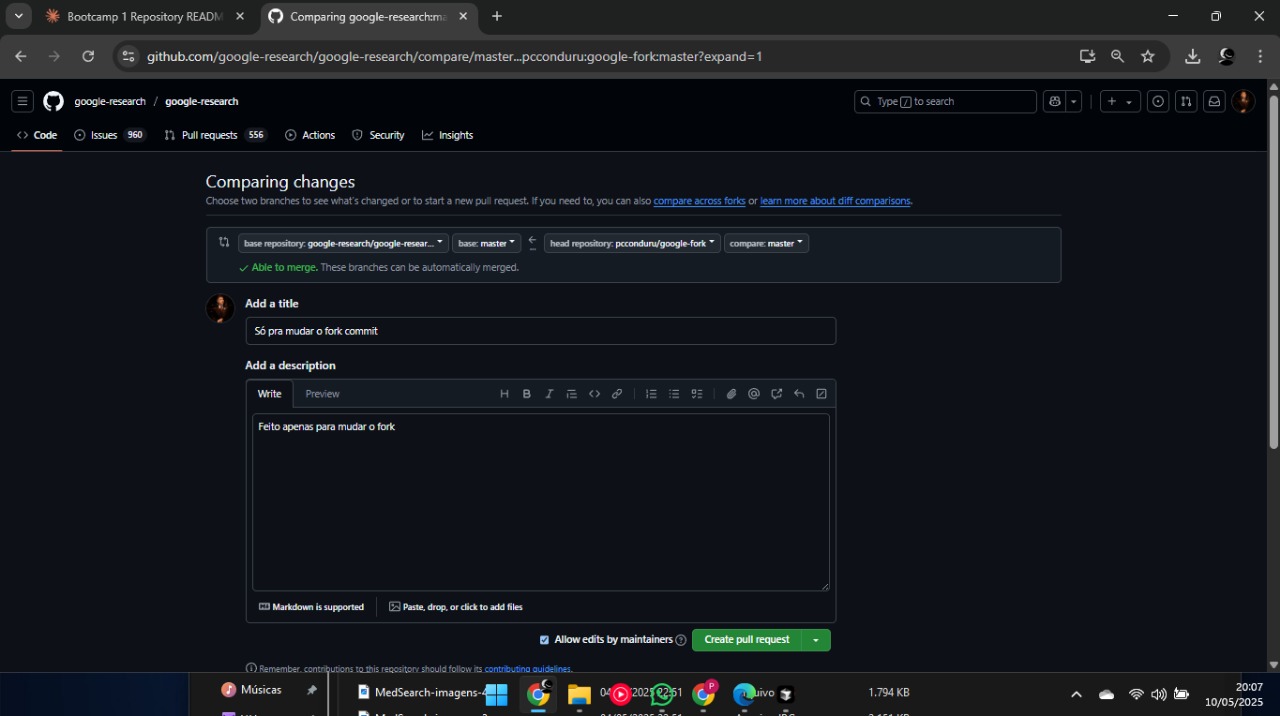 Bootcamp 1 Repository READM
Comparing google-research:ma
github.com/google-research/google-research/compare/master...pcconduru:google-fork:master?expand=1
google-research / google-research
Type / to search
Code
Issues 960
Pull requests 556
Actions
Security
Insights
Comparing changes
Choose two branches to see what's changed or to start a new pull request. If you need to, you can also compare across forks or learn more about diff comparisons.
base repository: google-research/google-resear...
base: master
head repository: pcconduru/google-fork
compare: master
Able to merge. These branches can be automatically merged.
Add a title
Só pra mudar o fork commit
Add a description
Write
Preview
Feito apenas para mudar o fork
Markdown is supported
Paste, drop, or click to add files
Allow edits by maintainers
Create pull request
Remember, contributions to this repository should follow its contributing guidelines.
Músicas
MedSearch-imagens-4
1.794 KB
P
20:07
10/05/2025